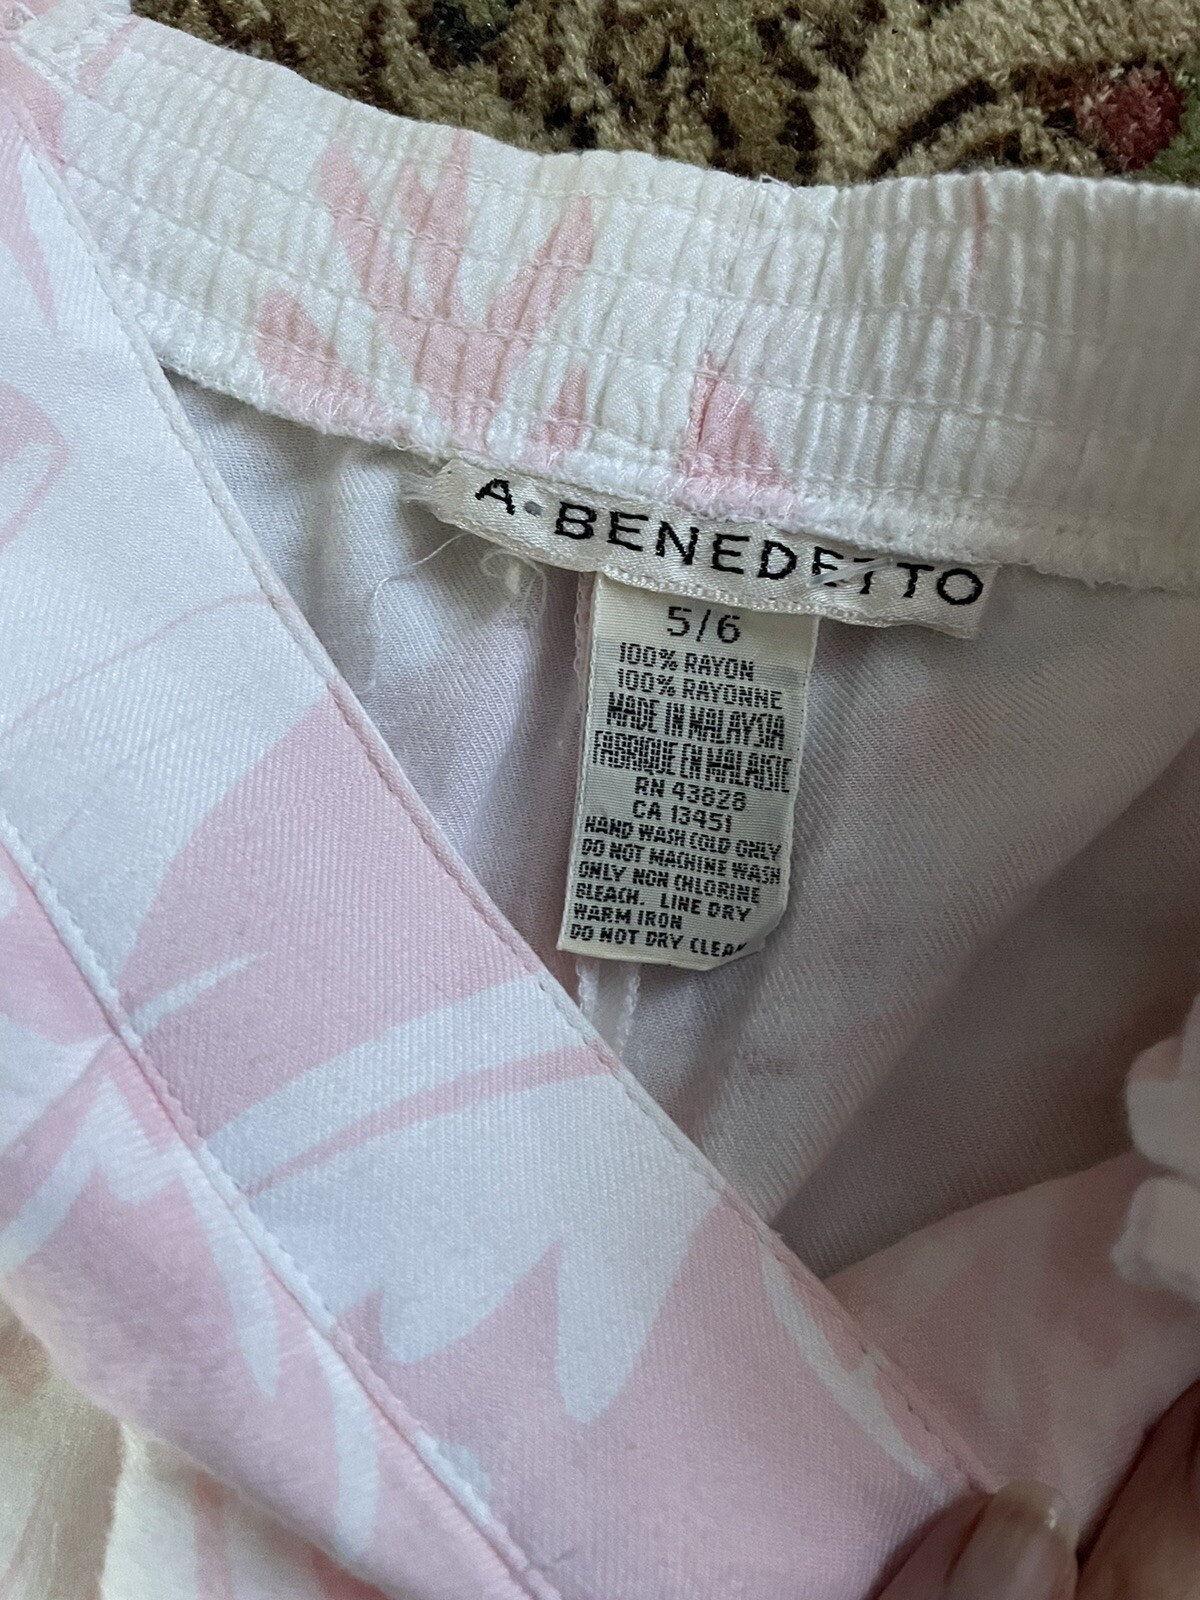 A·BENEDETTO
5/6
100% RAYON
100% RAYONNE
MADE IN MALAYSIA
FABRIQUE EN MALAISIE
RN 43828
CA 13451
HAND WASH COLD ONLY
DO NOT MACHINE WASH
ONLY NON CHLORINE
BLEACH. LINE DRY
WARM IRON
DO NOT DRY CLEAN